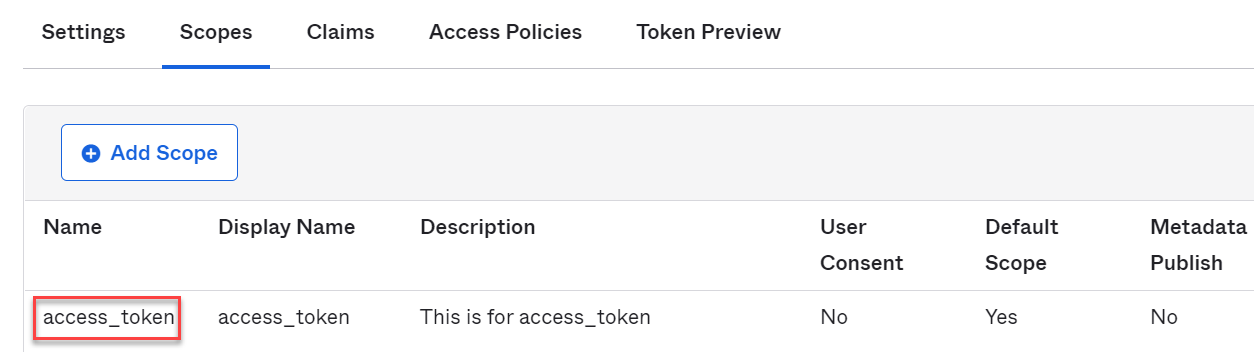 Settings Scopes Claims Access Policies Token Preview
Add Scope
Name Display Name Description User Consent Default Scope Metadata Publish
access_token access_token This is for access_token No Yes No